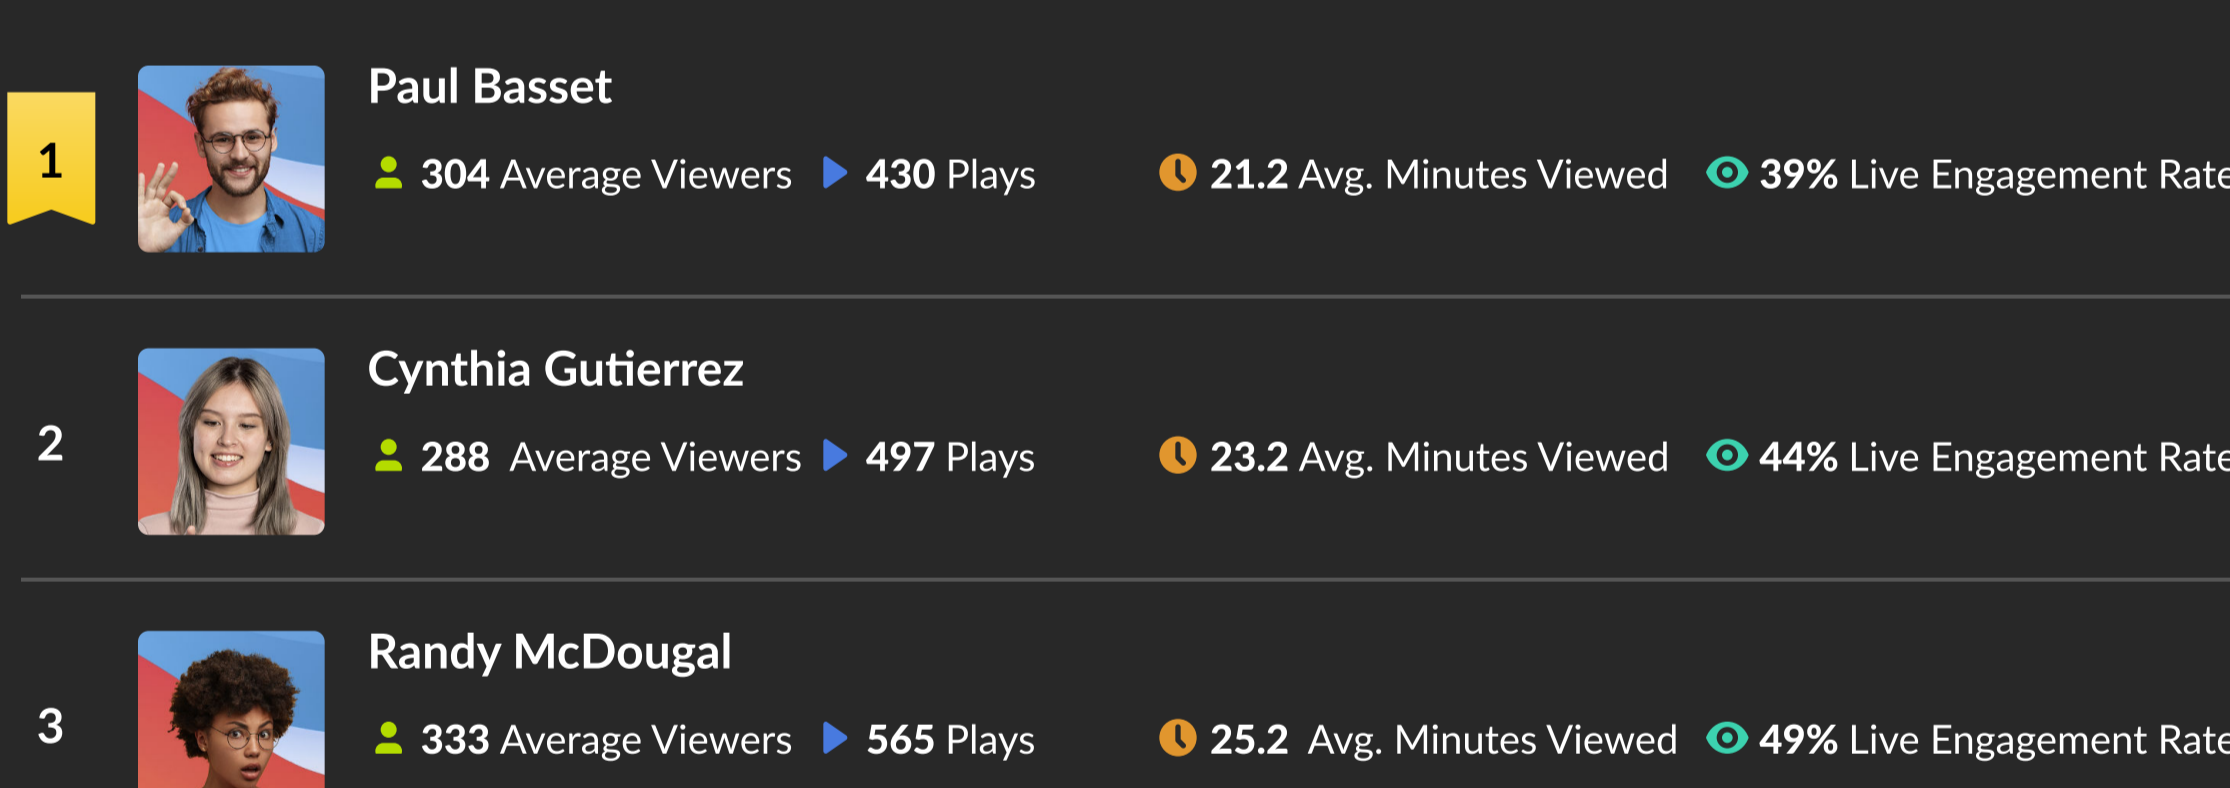 1
Paul Basset
304 Average Viewers 430 Plays 21.2 Avg. Minutes Viewed 39% Live Engagement Rate
2
Cynthia Gutierrez
288 Average Viewers 497 Plays 23.2 Avg. Minutes Viewed 44% Live Engagement Rate
3
Randy McDougal
333 Average Viewers 565 Plays 25.2 Avg. Minutes Viewed 49% Live Engagement Rate